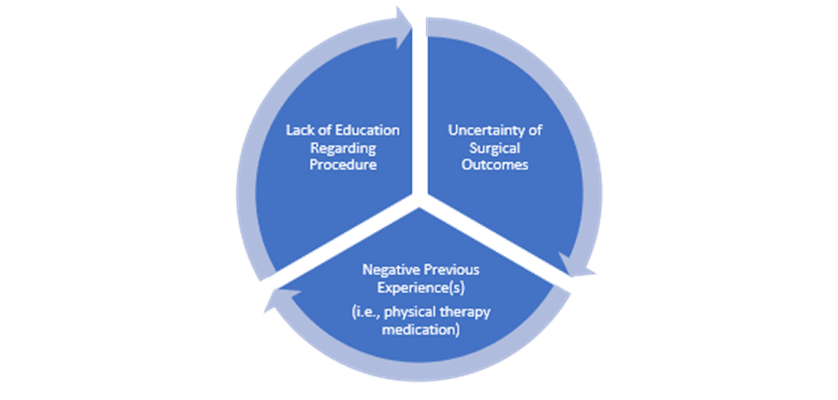 Lack of Education
Regarding
Procedure
Uncertainty of
Surgical
Outcomes
Negative Previous
Experience(s)
(i.e., physical therapy
medication)